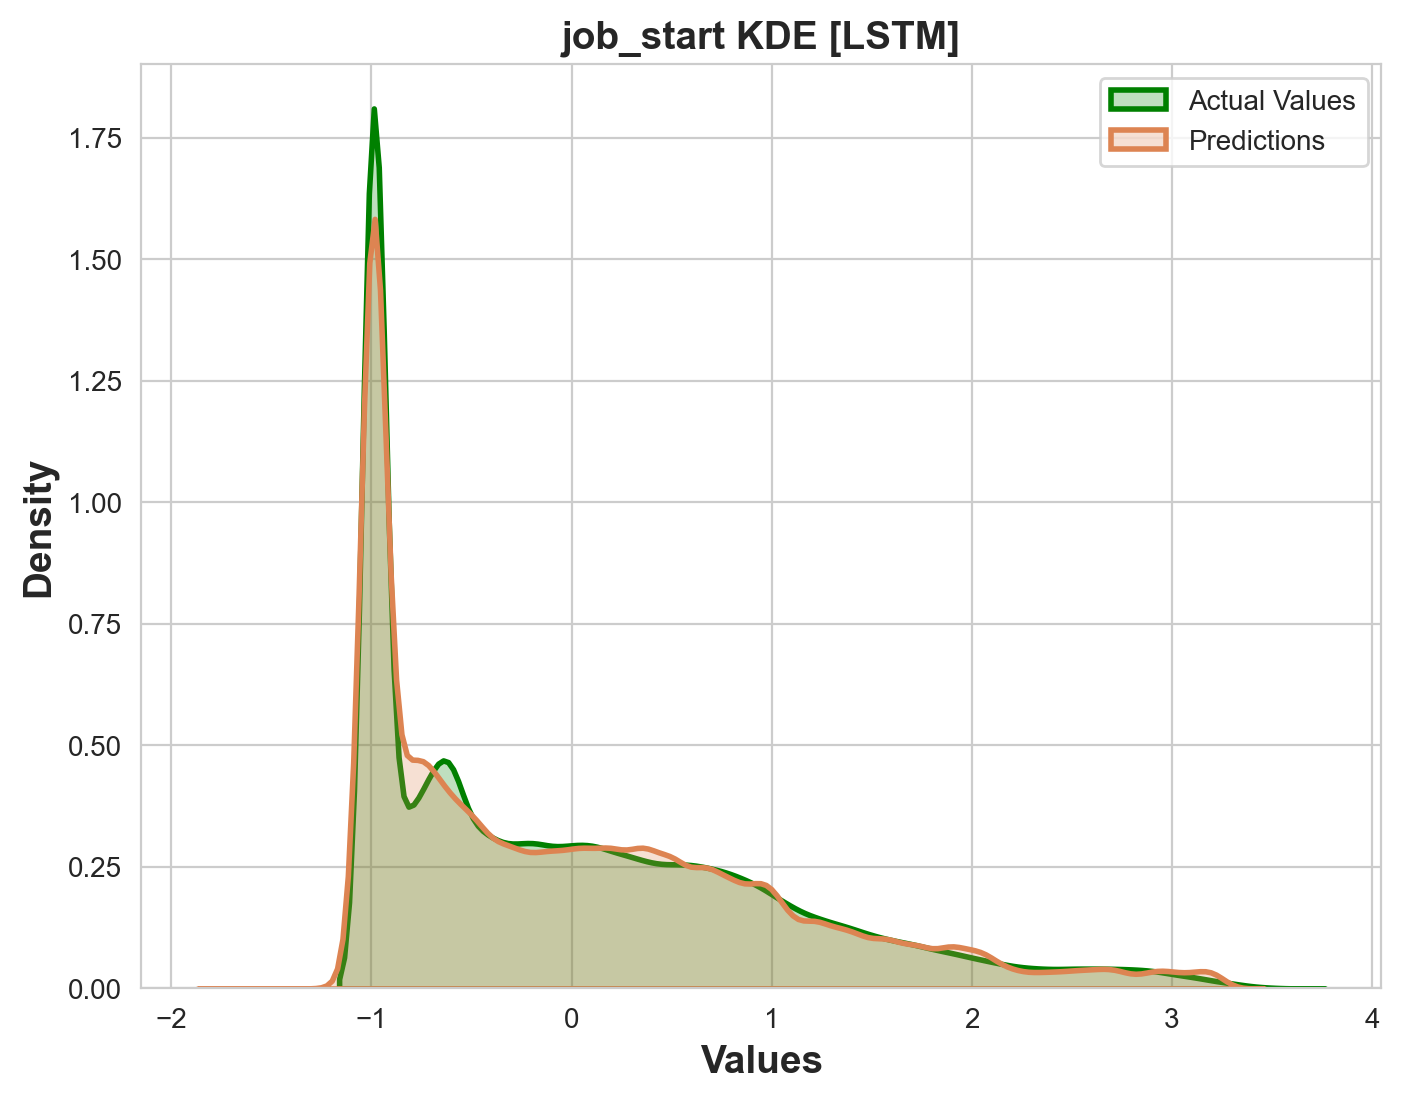 job_start KDE [LSTM]
Actual Values
Predictions
Density
1.75
1.50
1.25
1.00
0.75
0.50
0.25
0.00
−2 −1 0 1 2 3 4
Values